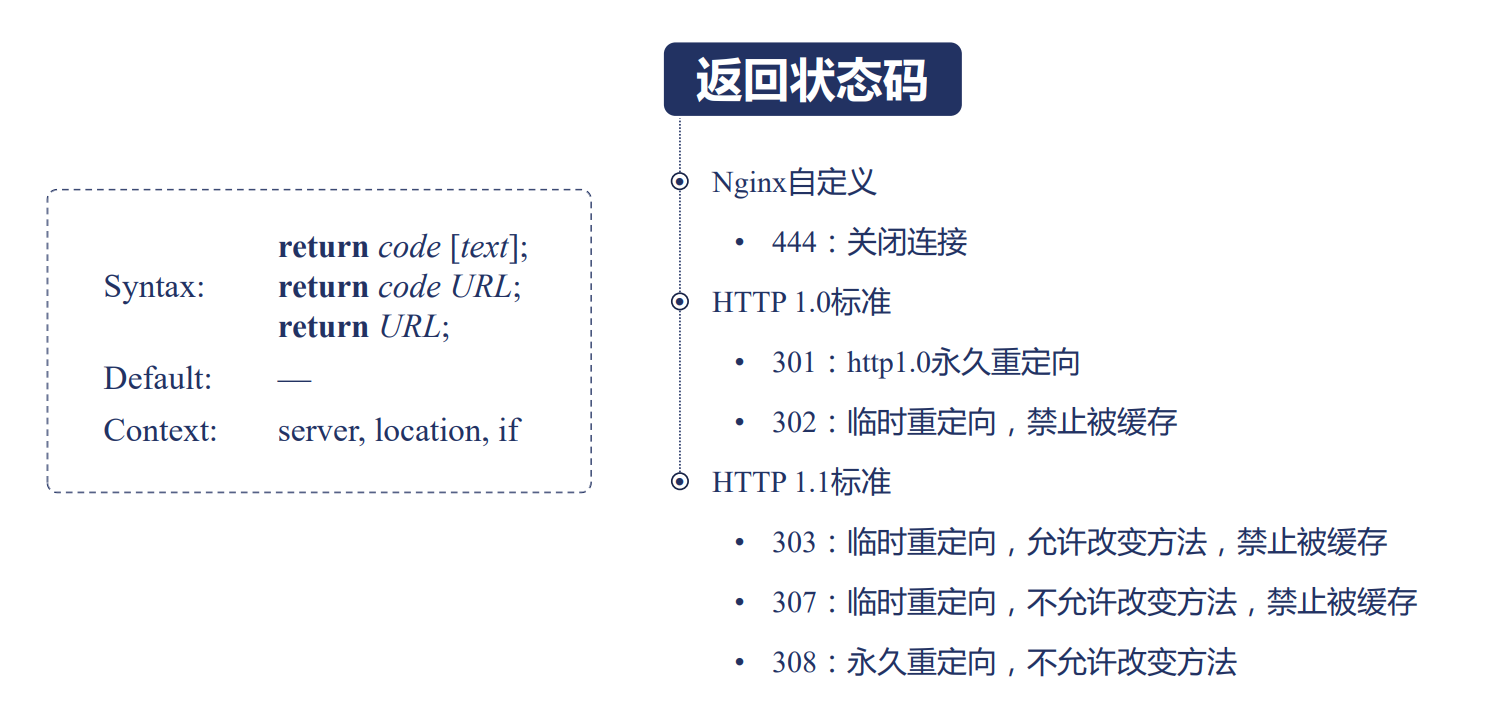 返回状态码
Syntax:
return code [text];
return code URL;
return URL;
Default: —
Context: server, location, if
Nginx自定义
• 444：关闭连接
HTTP 1.0标准
• 301：http1.0永久重定向
• 302：临时重定向，禁止被缓存
HTTP 1.1标准
• 303：临时重定向，允许改变方法，禁止被缓存
• 307：临时重定向，不允许改变方法，禁止被缓存
• 308：永久重定向，不允许改变方法